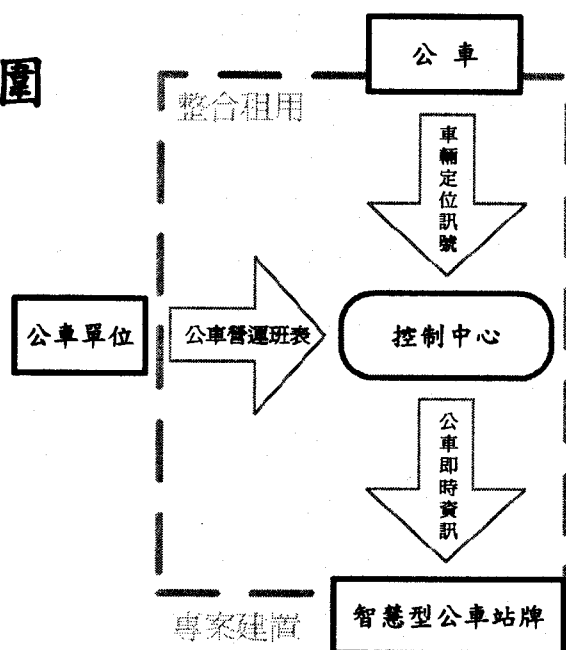 圍
公車
整合租用
車輛定位訊號
公車單位
公車營運班表
控制中心
公車即時資訊
智慧型公車站牌
專案建置